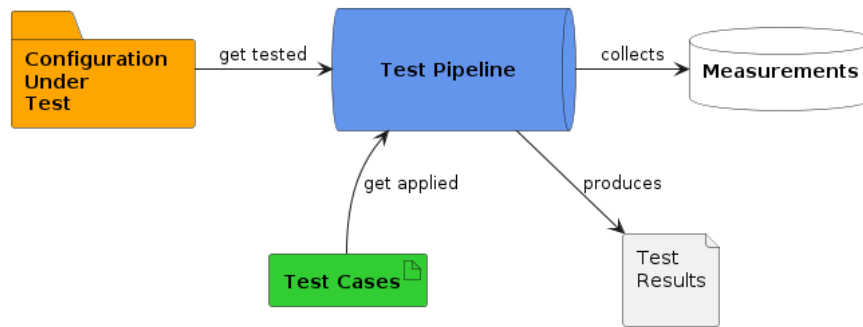 Configuration
Under
Test
get tested
Test Pipeline
collects
Measurements
get applied
produces
Test Cases
Test
Results